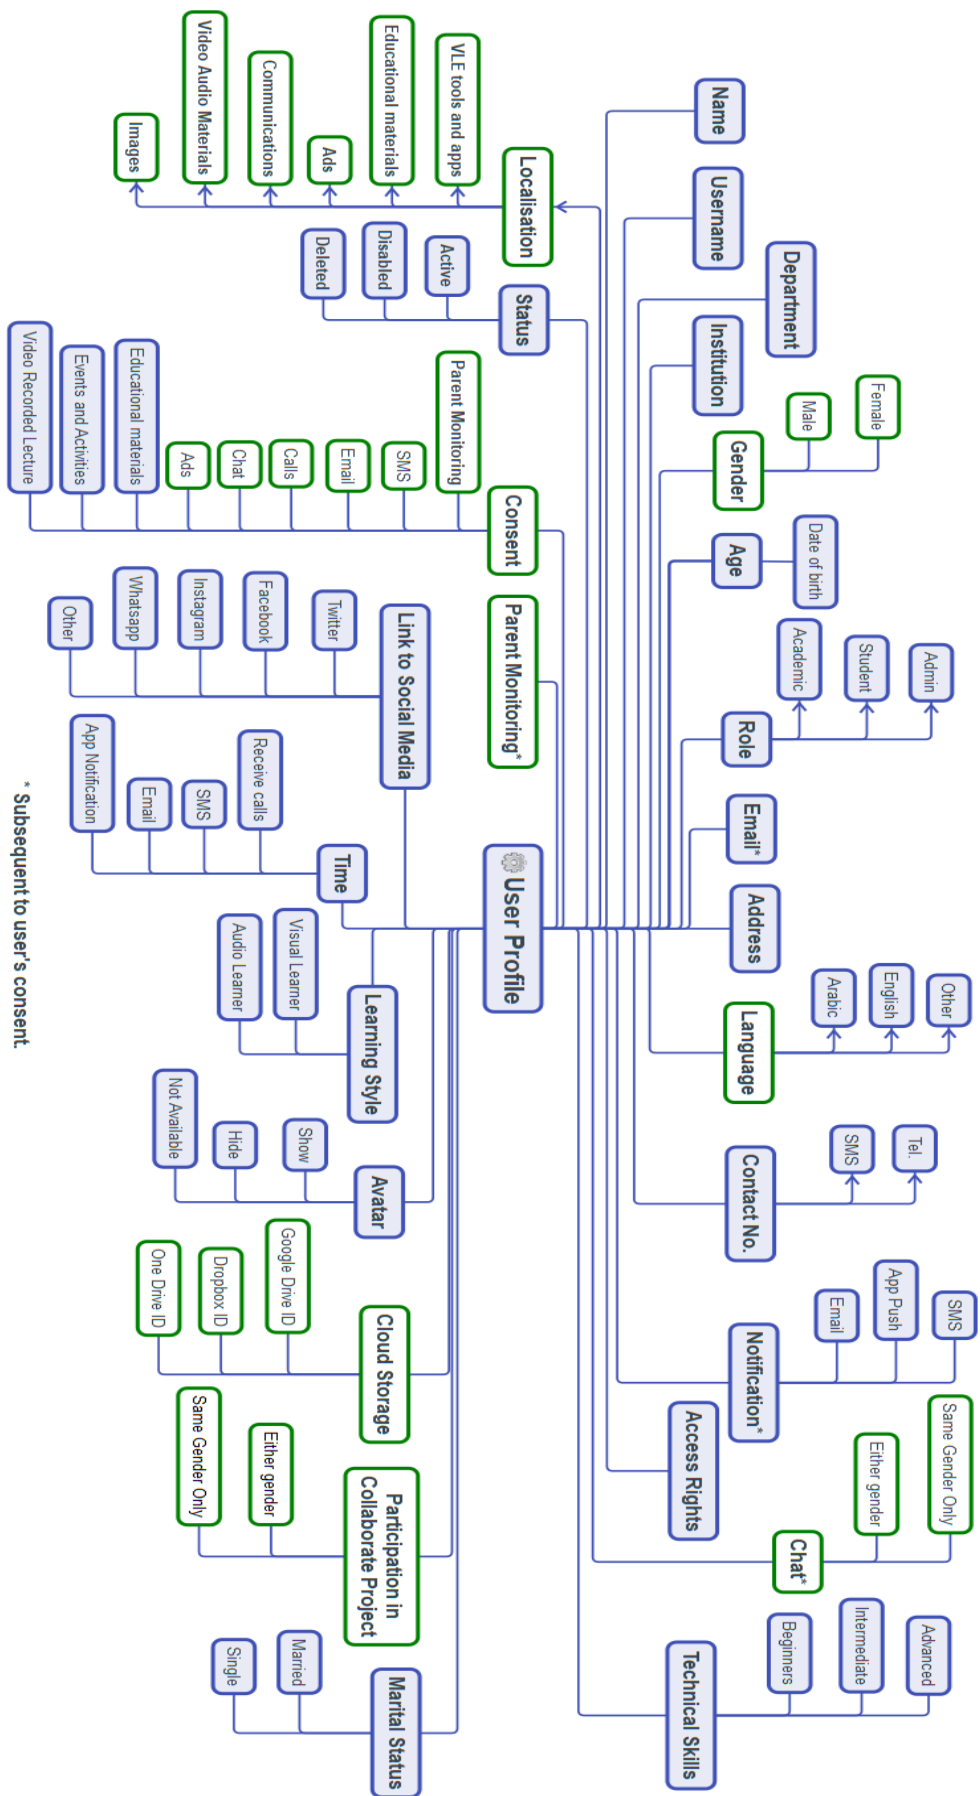 Name
Username
Department
Institution
Female
Male
Gender
Date of birth
Age
Admin
Student
Academic
Role
Email*
Address
Other
English
Arabic
Language
Tel.
SMS
Contact No.
SMS
App Push
Email
Notification*
Access Rights
Same Gender Only
Either gender
Chat*
Advanced
Intermediate
Beginners
Technical Skills
User Profile
Localisation
VLE tools and apps
Educational materials
Ads
Communications
Video Audio Materials
Images
Status
Active
Disabled
Deleted
Consent
Parent Monitoring
SMS
Email
Calls
Chat
Ads
Educational materials
Events and Activities
Video Recorded Lecture
Parent Monitoring*
Link to Social Media
Twitter
Facebook
Instagram
Whatsapp
Other
Time
Receive calls
SMS
Email
App Notification
Learning Style
Visual Learner
Audio Learner
Avatar
Show
Hide
Not Available
Cloud Storage
Google Drive ID
Dropbox ID
One Drive ID
Participation in
Collaborate Project
Either gender
Same Gender Only
Marital Status
Married
Single
* Subsequent to user's consent.